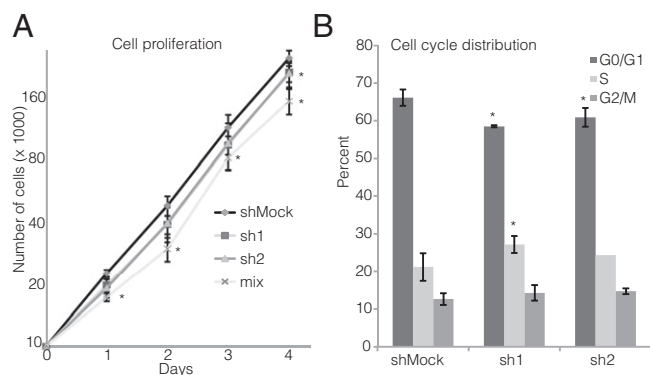 A
Cell proliferation
Number of cells (x 1000)
160
80
40
20
10
0
1
2
3
4
Days
shMock
sh1
sh2
mix
*
*
*
*
*
B
Cell cycle distribution
Percent
80
70
60
50
40
30
20
10
0
G0/G1
S
G2/M
*
*
*
shMock
sh1
sh2